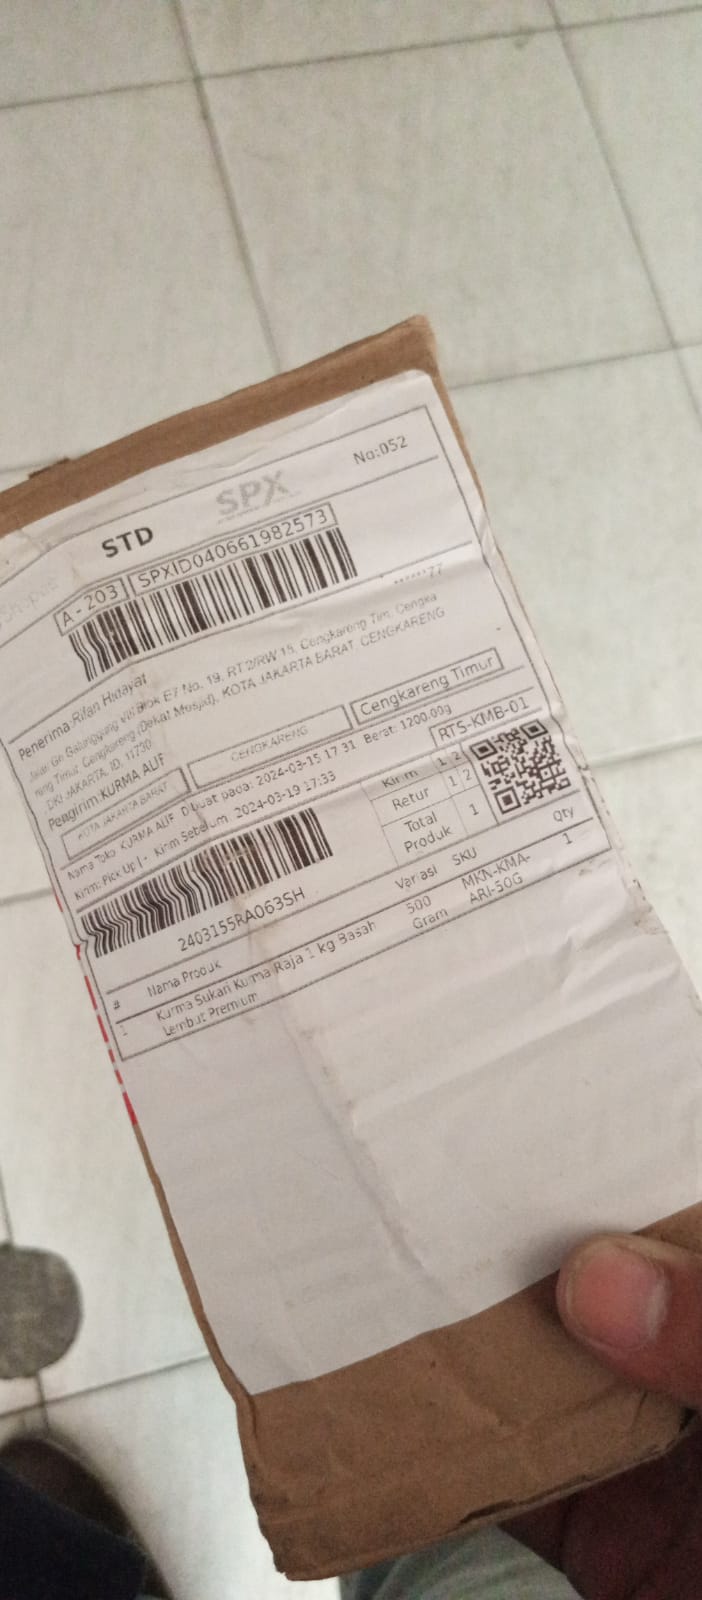 SPX
No:052
STD
A-203 SPXID040661982573
******77
Penerima:Rifan Hidayat
Jalan Gn Galunggung VIII Blok E7 No. 19, RT 2/RW 15, Cengkareng Tim, Cengka
reng Timur, Cengkareng (Dekat Mesjid), KOTA JAKARTA BARAT, CENGKARENG
DKI JAKARTA, ID, 11730
Pengirim:KURMA ALIF
KOTA JAKARTA BARAT CENGKARENG Cengkareng Timur
Nama Toko: KURMA ALIF Dibuat pada: 2024-03-15 17:31 Berat: 1200.00g
Kirim: Pick Up | - Kirim Sebelum: 2024-03-19 17:33
RTS-KMB-01
Kirim 1 2
Retur 1 2
Total Produk 1
2403155RA063SH
# Nama Produk Variasi SKU Qty
1 Kurma Sukari Kurma Raja 1 kg Basah 500 MKN-KMA- 1
Lembut Premium Gram ARI-50G